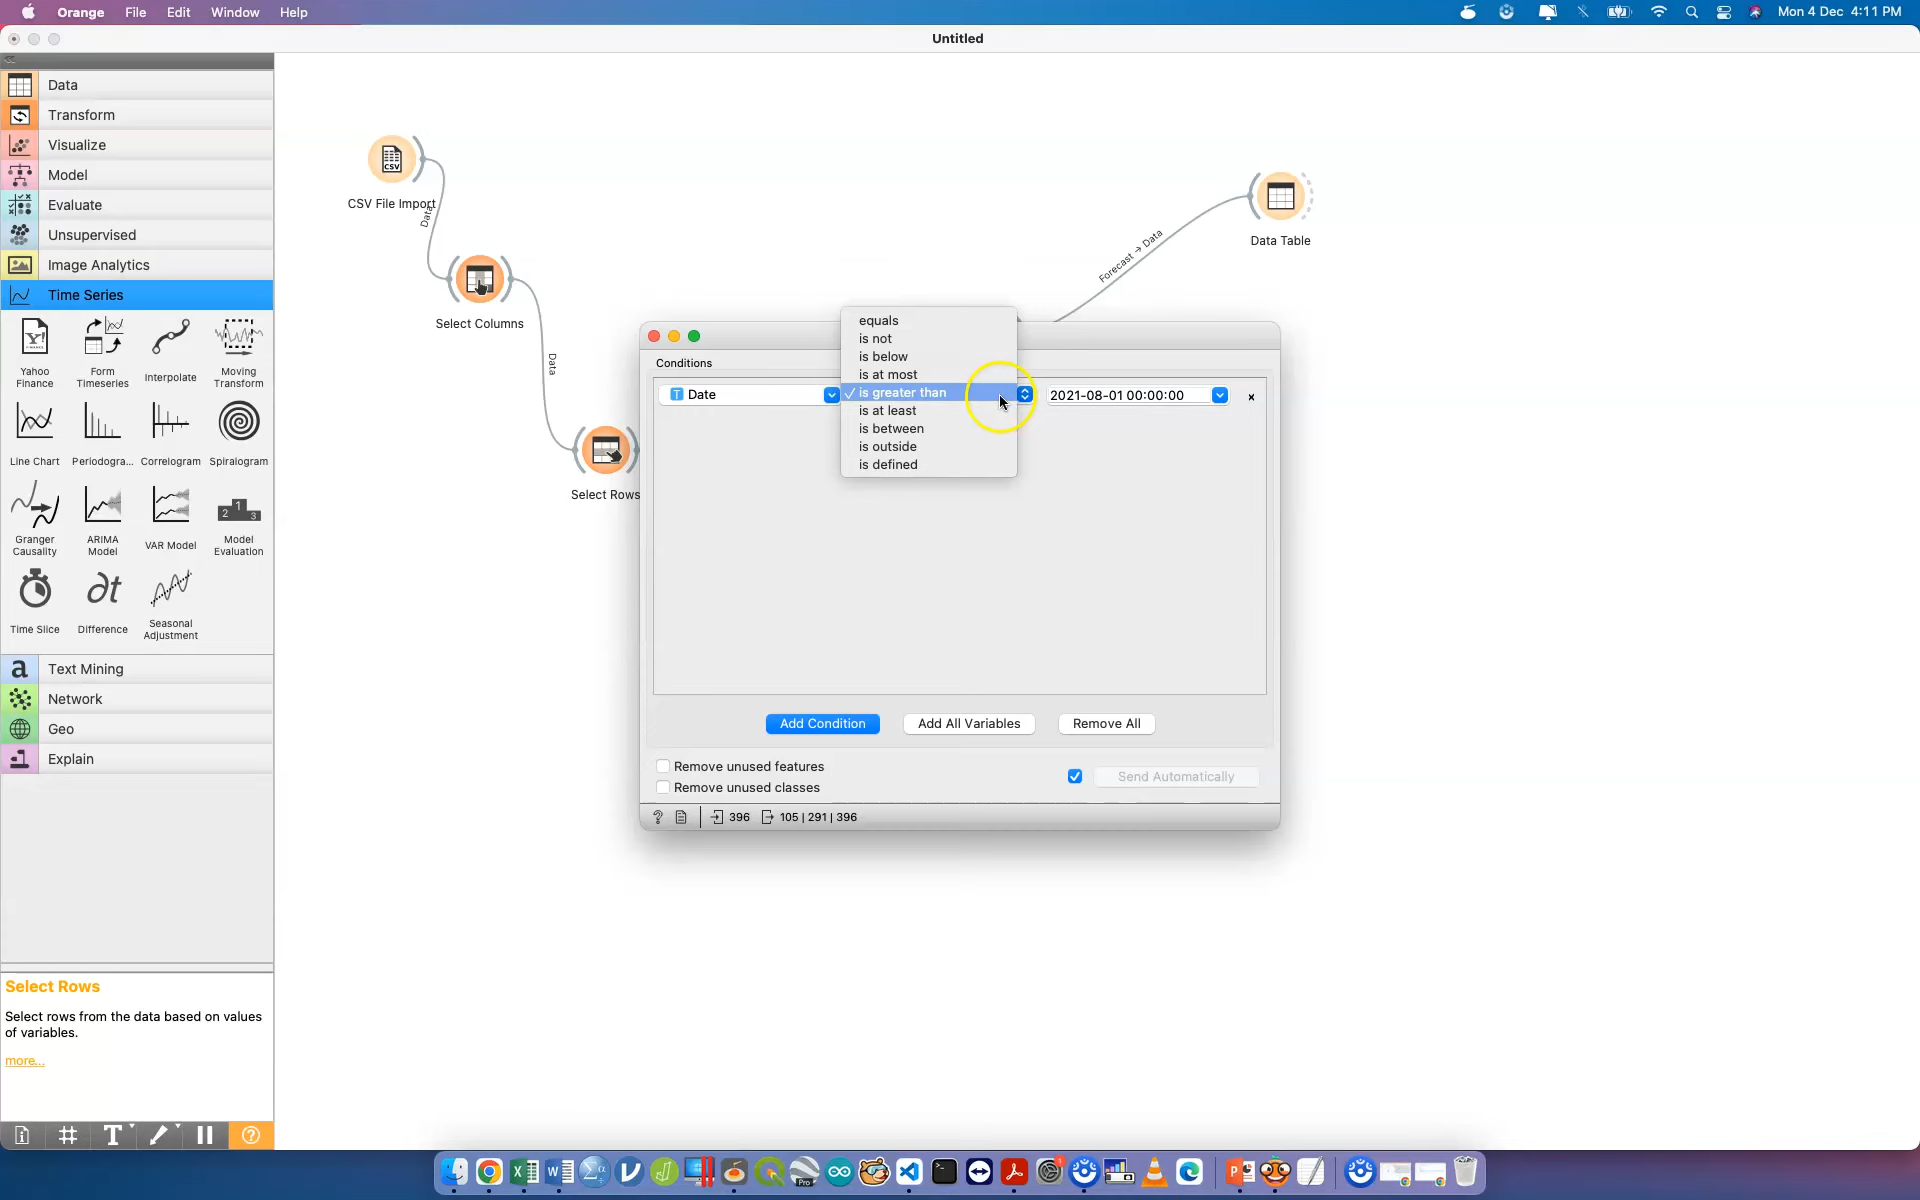 Orange File Edit Window Help
Mon 4 Dec 4:11 PM
Untitled
Data
Transform
Visualize
Model
Evaluate
Unsupervised
Image Analytics
Time Series
Yahoo Finance
Form Timeseries
Interpolate
Moving Transform
Line Chart
Periodogra...
Correlogram
Spiralogram
Granger Causality
ARIMA Model
VAR Model
Model Evaluation
Time Slice
Difference
Seasonal Adjustment
Text Mining
Network
Geo
Explain
Select Rows
Select rows from the data based on values
of variables.
more...
CSV
CSV File Import
Data
Select Columns
Data
Select Rows
Forecast → Data
Data Table
Conditions
T Date
equals
is not
is below
is at most
✓ is greater than
is at least
is between
is outside
is defined
2021-08-01 00:00:00
×
Add Condition
Add All Variables
Remove All
Remove unused features
Remove unused classes
Send Automatically
? 396 105 | 291 | 396